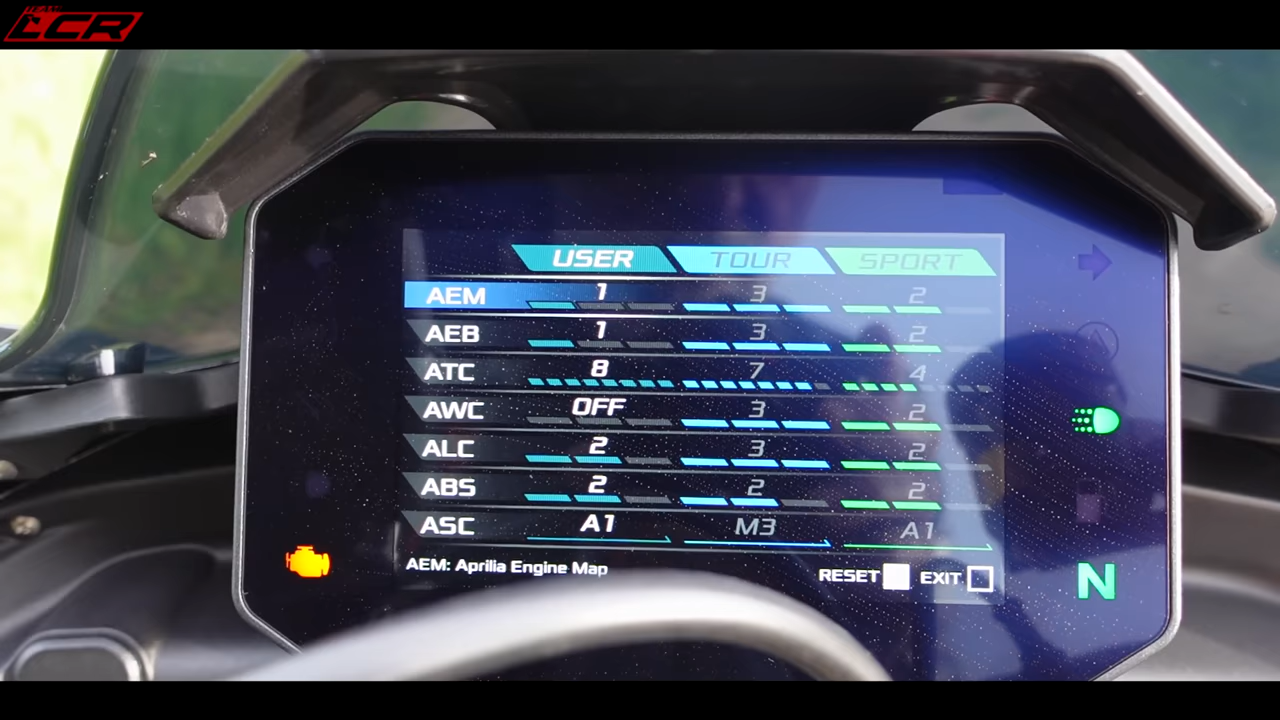 LCR
USER TOUR SPORT
AEM 1 3 2
AEB 1 3 2
ATC 8 7 4
AWC OFF 3 2
ALC 2 3 2
ABS 2 2 2
ASC A1 M3 A1
AEM: Aprilia Engine Map RESET EXIT
N